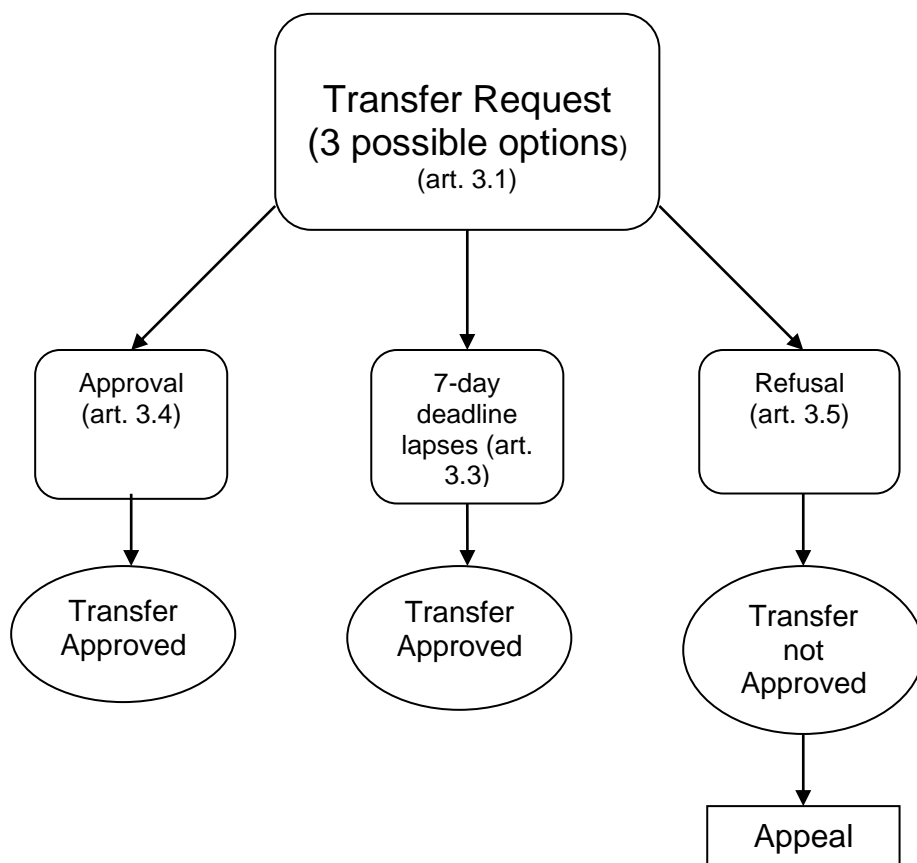 Transfer Request
(3 possible options)
(art. 3.1)
Approval
(art. 3.4)
7-day
deadline
lapses (art.
3.3)
Refusal
(art. 3.5)
Transfer
Approved
Transfer
Approved
Transfer
not
Approved
Appeal